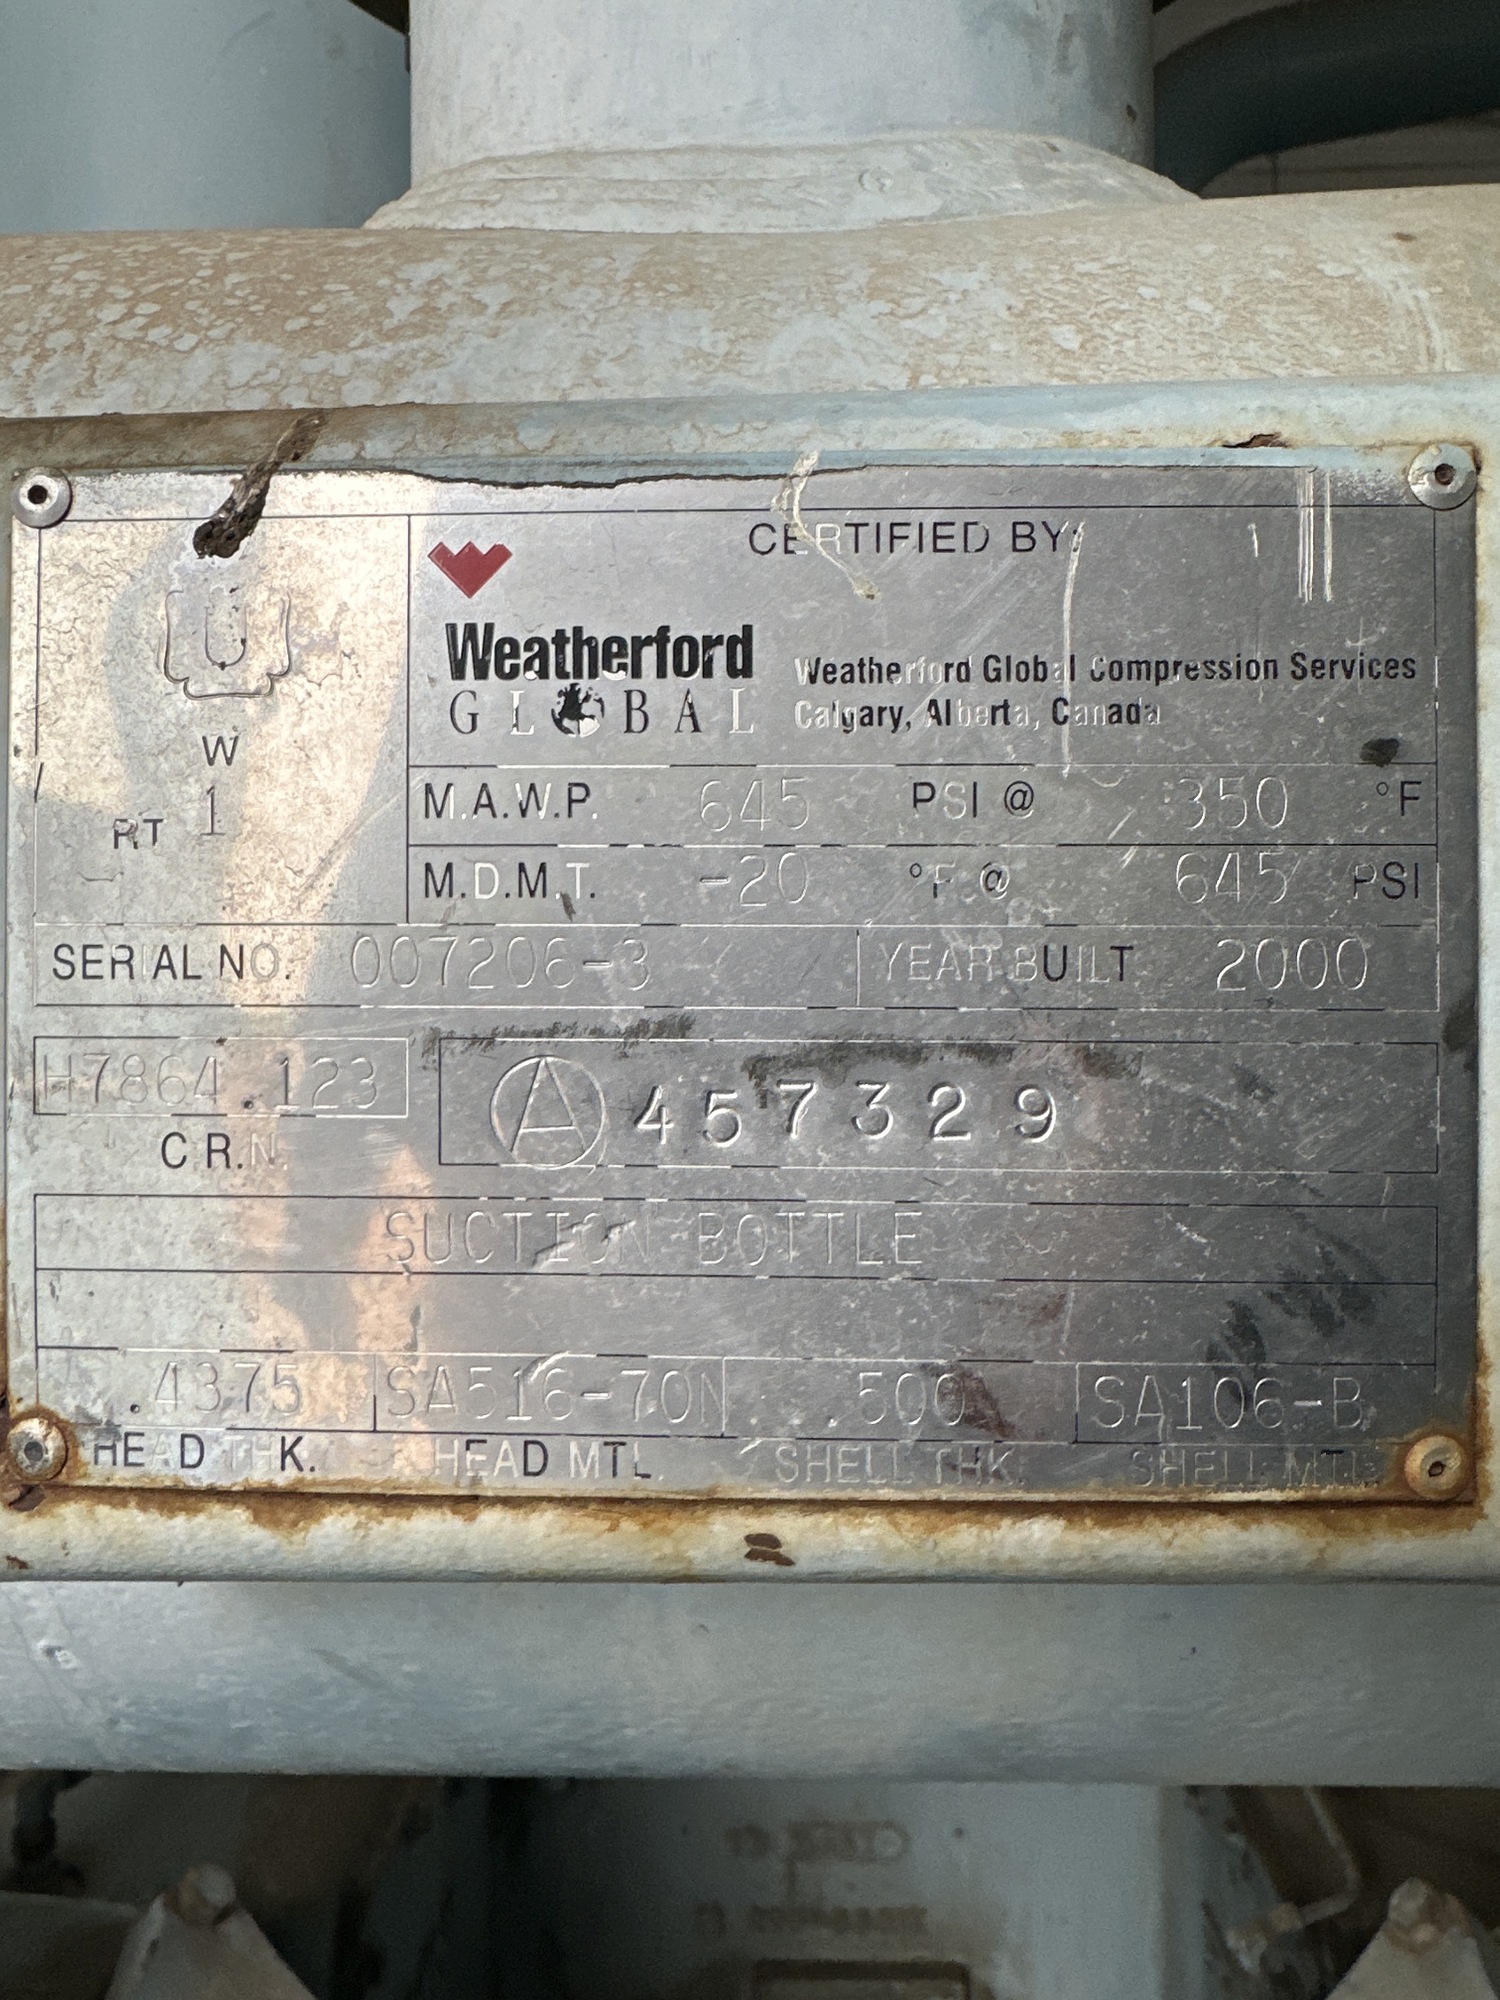 CERTIFIED BY:
U
W
RT 1
Weatherford
GLOBAL
Weatherford Global Compression Services
Calgary, Alberta, Canada
M.A.W.P. 645 PSI @ 350 °F
M.D.M.T. -20 °F @ 645 PSI
SERIAL NO. 007206-3 YEAR BUILT 2000
H7864.123
C.R.N.
A 457329
SUCTION BOTTLE
.4375 SA516-70N .500 SA106-B
HEAD THK. HEAD MTL. SHELL THK. SHELL MTL.